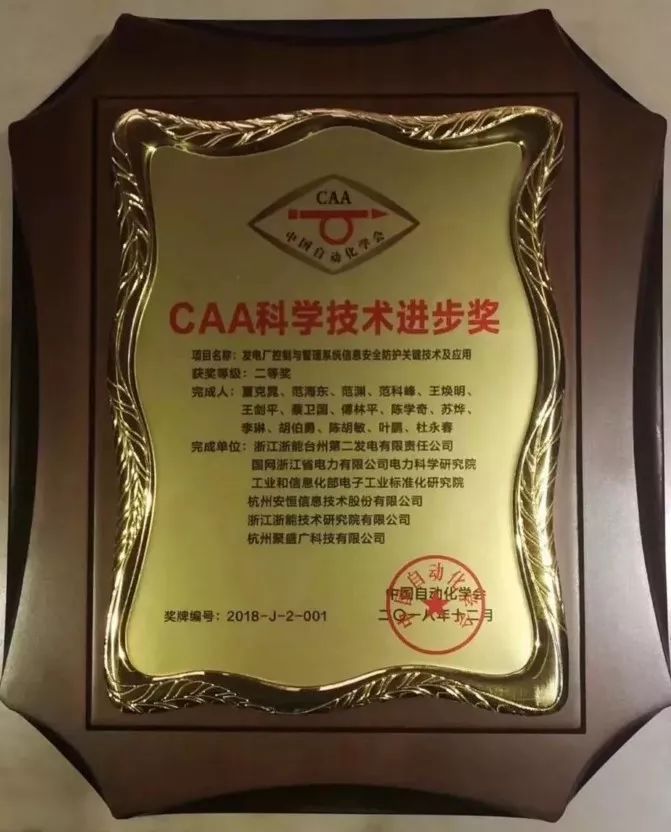 CAA
中国自动化学会
CAA科学技术进步奖
项目名称：发电厂控制与管理系统信息安全防护关键技术及应用
获奖等级：二等奖
完成人：董克晃、范海东、范渊、范科峰、王焕明、
王剑平、蔡卫国、傅林平、陈学奇、苏烨、
李琳、胡伯勇、陈胡敏、叶鹏、杜永春
完成单位：浙江浙能台州第二发电有限责任公司
国网浙江省电力有限公司电力科学研究院
工业和信息化部电子工业标准化研究院
杭州安恒信息技术股份有限公司
浙江浙能技术研究院有限公司
杭州聚盛广科技有限公司
中国自动化学会
中国自动化学会
奖牌编号：2018-J-2-001 二〇一八年十二月